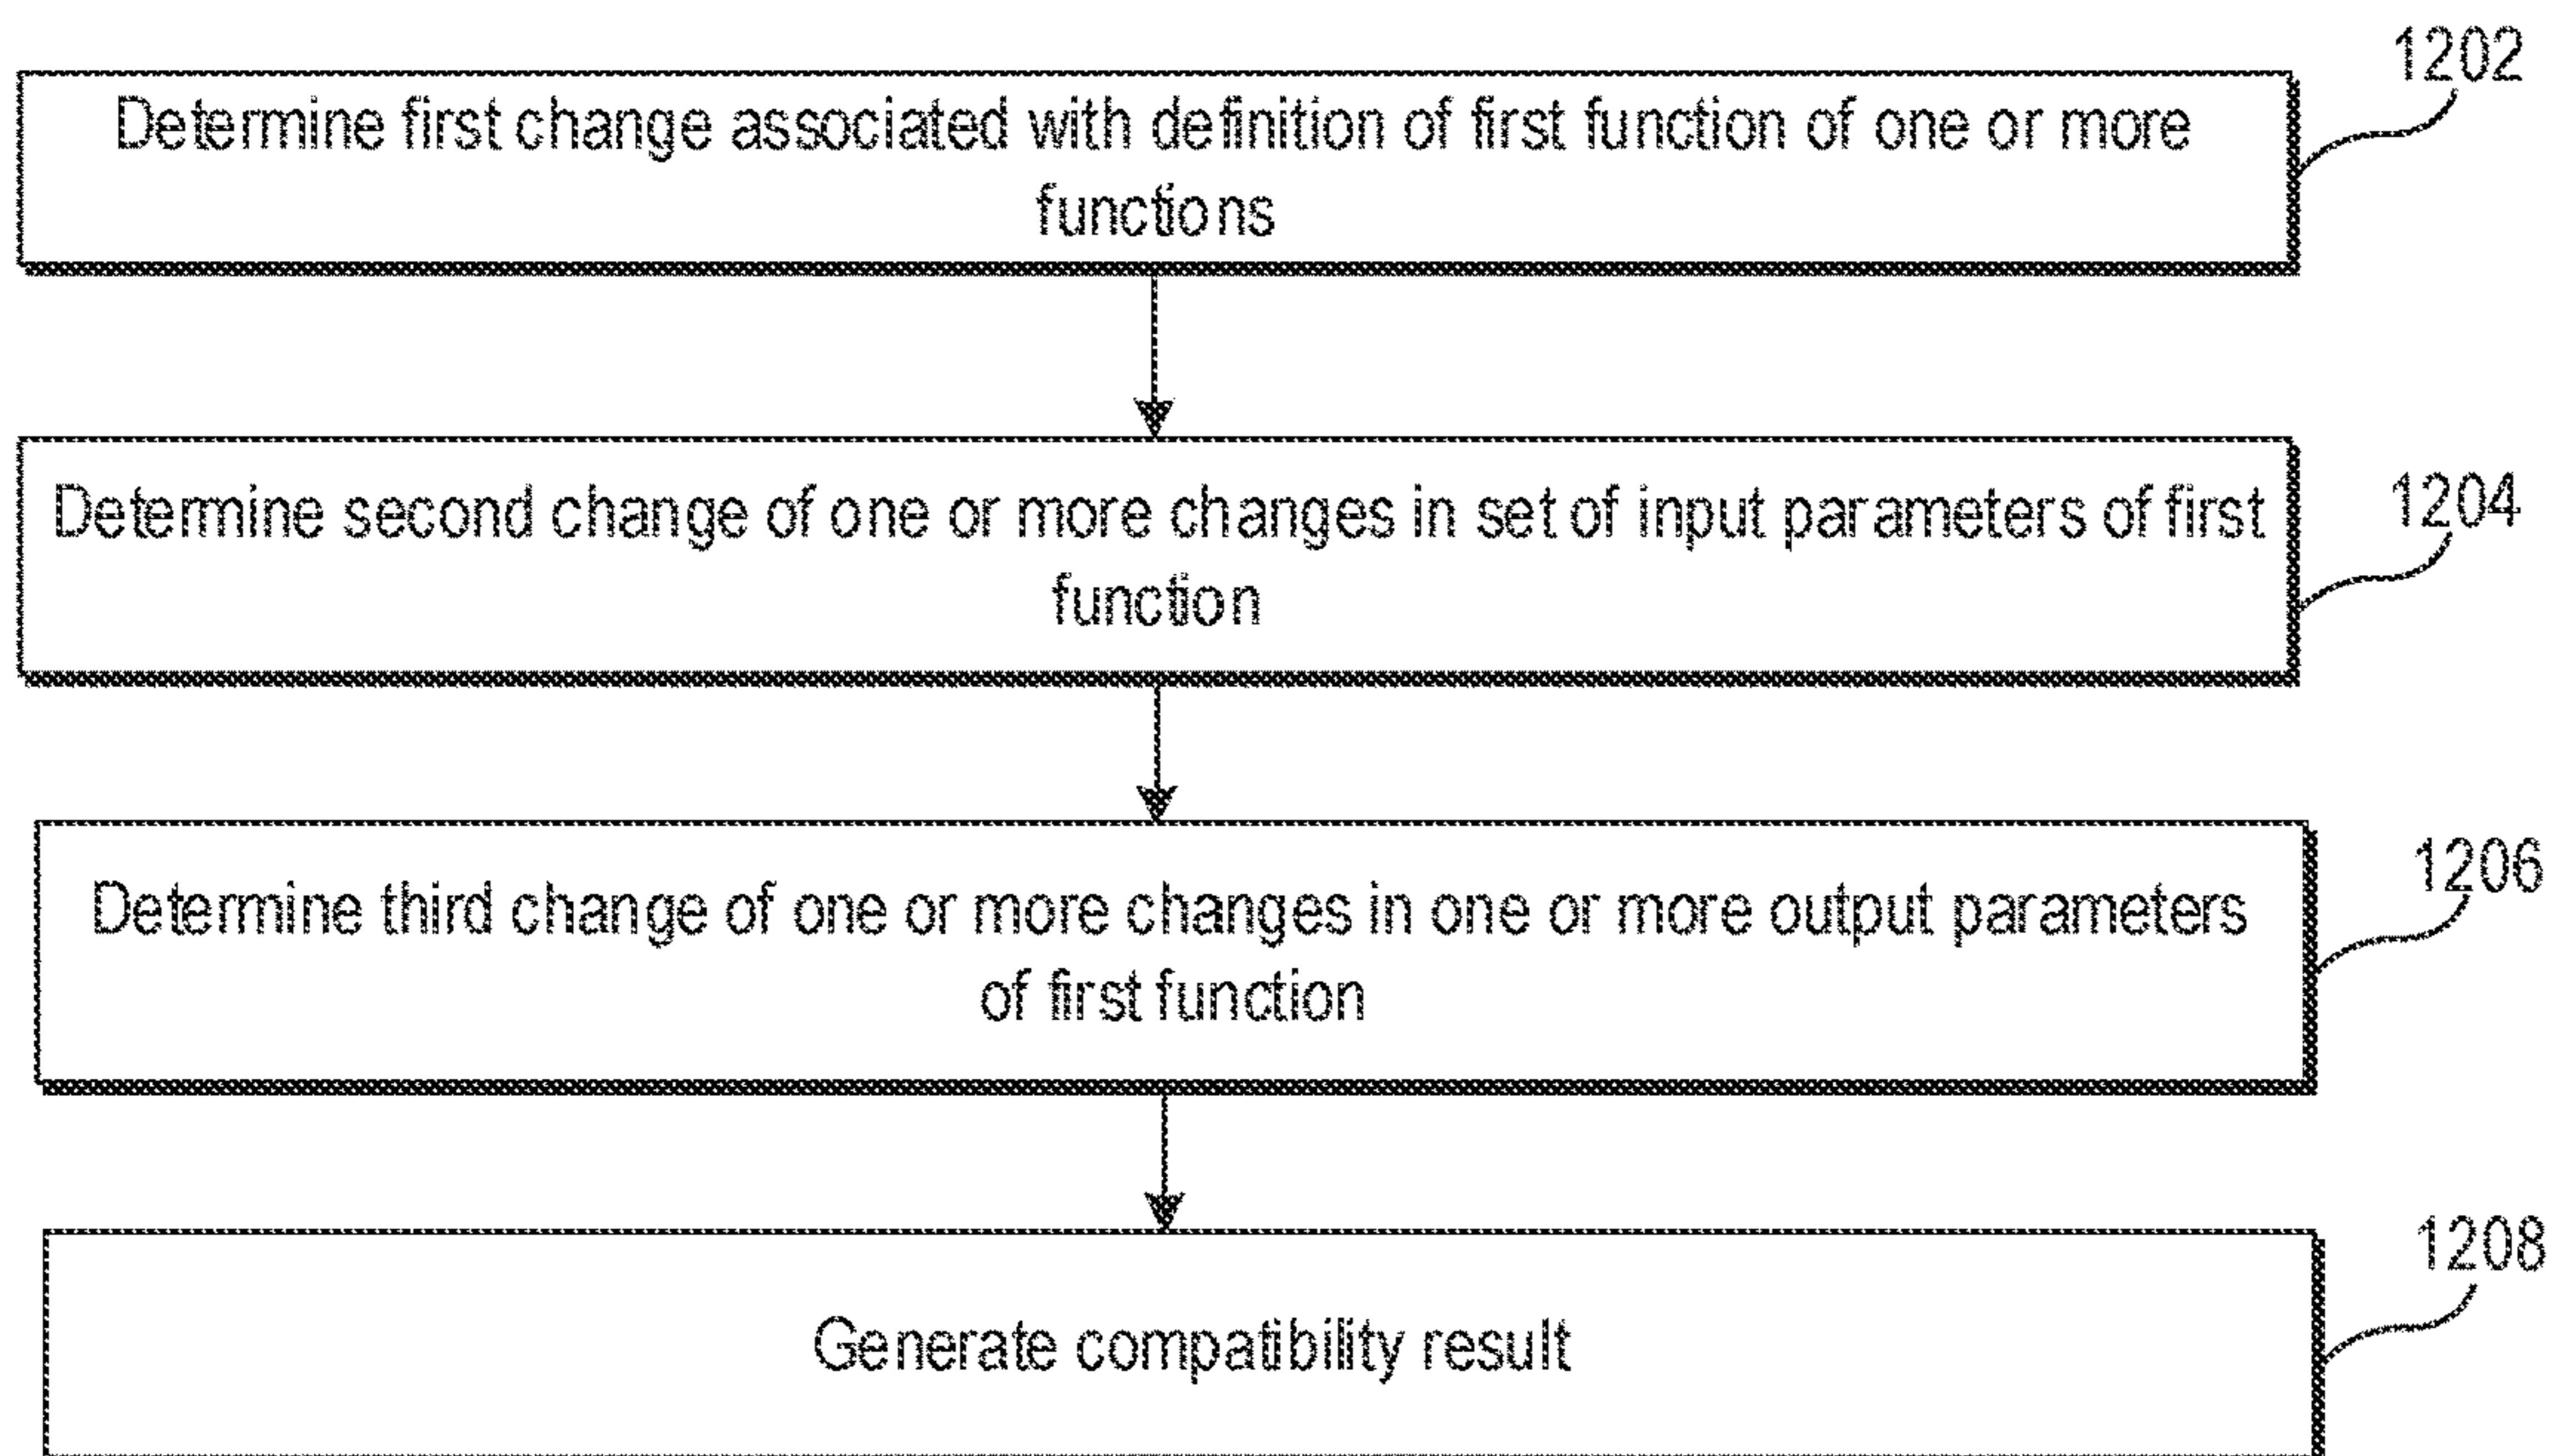 1202
Determine first change associated with definition of first function of one or more
functions
1204
Determine second change of one or more changes in set of input parameters of first
function
1206
Determine third change of one or more changes in one or more output parameters
of first function
1208
Generate compatibility result